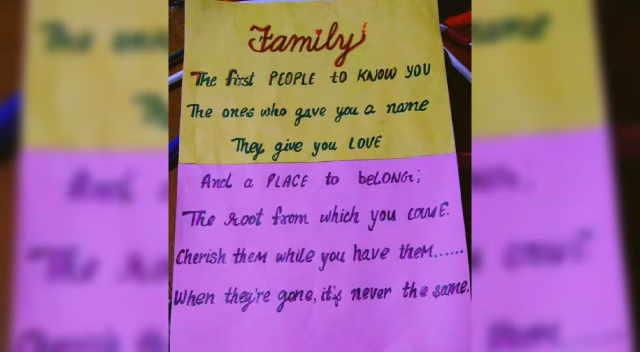 Family
The first PEOPLE TO KNOW YOU
The ones who gave you a name
They give you LOVE
And a PLACE to beLONG;
The root from which you camE.
Cherish them while you have them......
When they're gone, it's never the same.